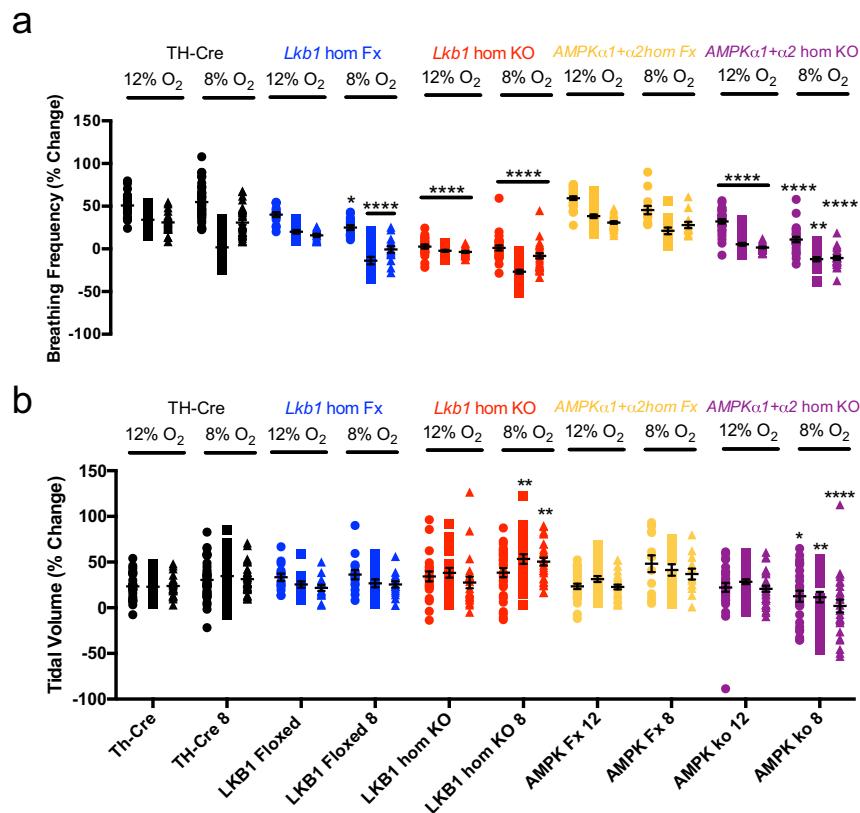 a
TH-Cre Lkb1 hom Fx Lkb1 hom KO AMPKα1+α2hom Fx AMPKα1+α2 hom KO
12% O2 8% O2 12% O2 8% O2 12% O2 8% O2 12% O2 8% O2 12% O2 8% O2
Breathing Frequency (% Change)
150
100
50
0
-50
-100
* **** **** **** **** **** ** ****
b
TH-Cre Lkb1 hom Fx Lkb1 hom KO AMPKα1+α2hom Fx AMPKα1+α2 hom KO
12% O2 8% O2 12% O2 8% O2 12% O2 8% O2 12% O2 8% O2 12% O2 8% O2
Tidal Volume (% Change)
150
100
50
0
-50
-100
** ** * ** ****
Th-Cre
TH-Cre 8
LKB1 Floxed
LKB1 Floxed 8
LKB1 hom KO
LKB1 hom KO 8
AMPK Fx 12
AMPK Fx 8
AMPK ko 12
AMPK ko 8